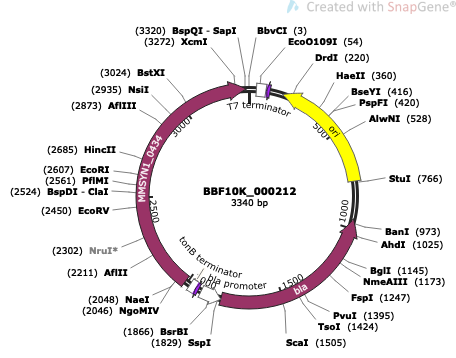 Created with SnapGene®
(3320) BspQI - SapI
(3272) XcmI
BbvCI (3)
EcoO109I (54)
DrdI (220)
HaeII (360)
BseYI (416)
PspFI (420)
AlwNI (528)
StuI (766)
BanI (973)
AhdI (1025)
BglI (1145)
NmeAIII (1173)
FspI (1247)
PvuI (1395)
TsoI (1424)
ScaI (1505)
(3024) BstXI
(2935) NsiI
(2873) AflIII
(2685) HincII
(2607) EcoRI
(2561) PflMI
(2524) BspDI - ClaI
(2450) EcoRV
(2302) NruI*
(2211) AflII
(2048) NaeI
(2046) NgoMIV
(1866) BsrBI
(1829) SspI
T7 terminator
ori
500
1000
1500
2500
3000
MMSYN1_0434
BBF10K_000212
3340 bp
tonB terminator
bla promoter
bla